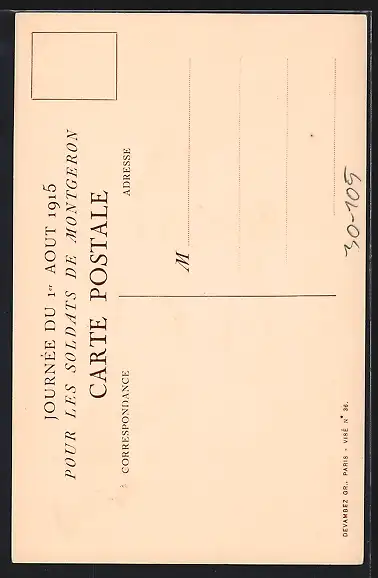 JOURNÉE DU 1er AOUT 1915
POUR LES SOLDATS DE MONTGERON
CARTE POSTALE
CORRESPONDANCE
ADRESSE
M
30-105
DEVAMBEZ GR., PARIS - VISÉ N° 36.